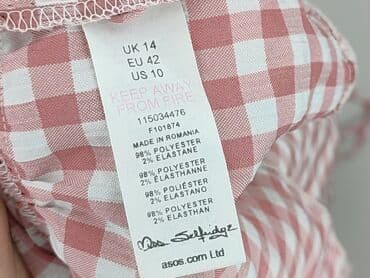 UK 14
EU 42
US 10
KEEP AWAY
FROM FIRE
115034476
F101874
MADE IN ROMANIA
98% POLYESTER
2% ELASTANE
98% POLYESTER
2% ELASTHANNE
98% POLIÉSTER
2% ELASTANO
98% POLYESTER
2% ELASTHAN
Miss Selfridge
asos.com Ltd